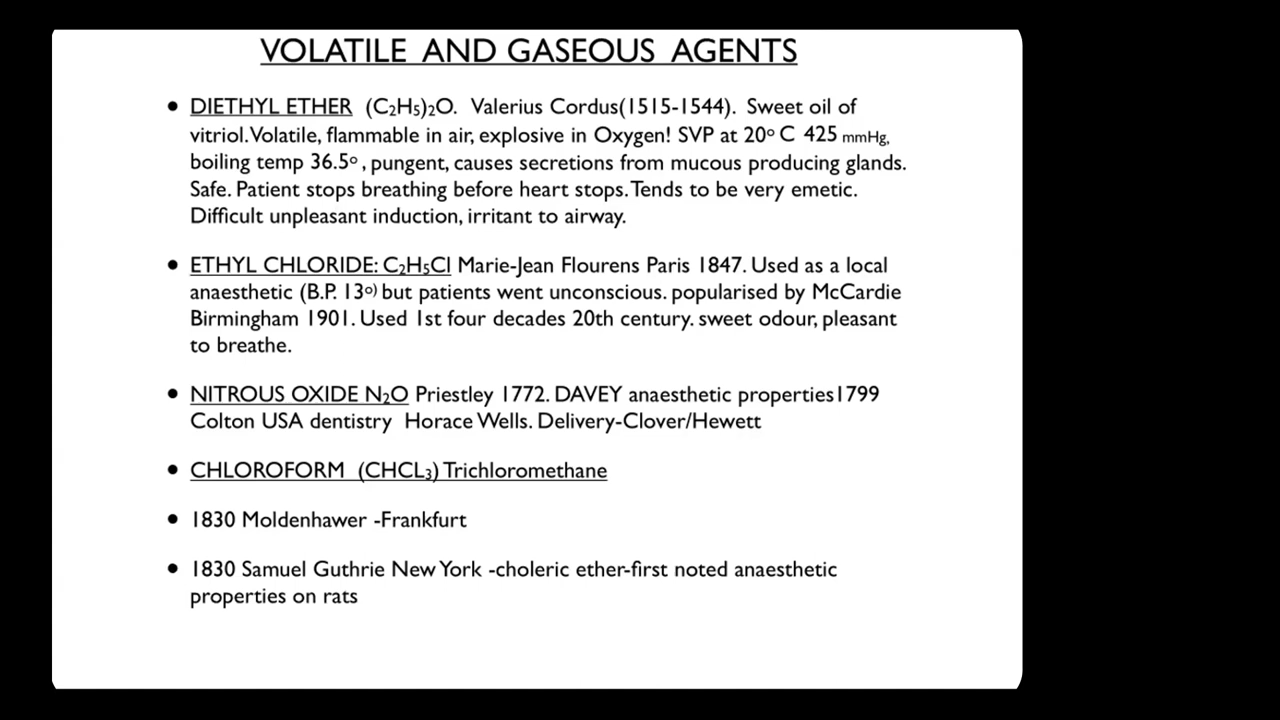 VOLATILE AND GASEOUS AGENTS
• DIETHYL ETHER (C₂H₅)₂O. Valerius Cordus(1515-1544). Sweet oil of
vitriol. Volatile, flammable in air, explosive in Oxygen! SVP at 20º C 425 mmHg,
boiling temp 36.5º, pungent, causes secretions from mucous producing glands.
Safe. Patient stops breathing before heart stops. Tends to be very emetic.
Difficult unpleasant induction, irritant to airway.
• ETHYL CHLORIDE: C₂H₅Cl Marie-Jean Flourens Paris 1847. Used as a local
anaesthetic (B.P. 13º) but patients went unconscious. popularised by McCardie
Birmingham 1901. Used 1st four decades 20th century. sweet odour, pleasant
to breathe.
• NITROUS OXIDE N₂O Priestley 1772. DAVEY anaesthetic properties1799
Colton USA dentistry Horace Wells. Delivery-Clover/Hewett
• CHLOROFORM (CHCL₃) Trichloromethane
• 1830 Moldenhawer -Frankfurt
• 1830 Samuel Guthrie New York -choleric ether-first noted anaesthetic
properties on rats